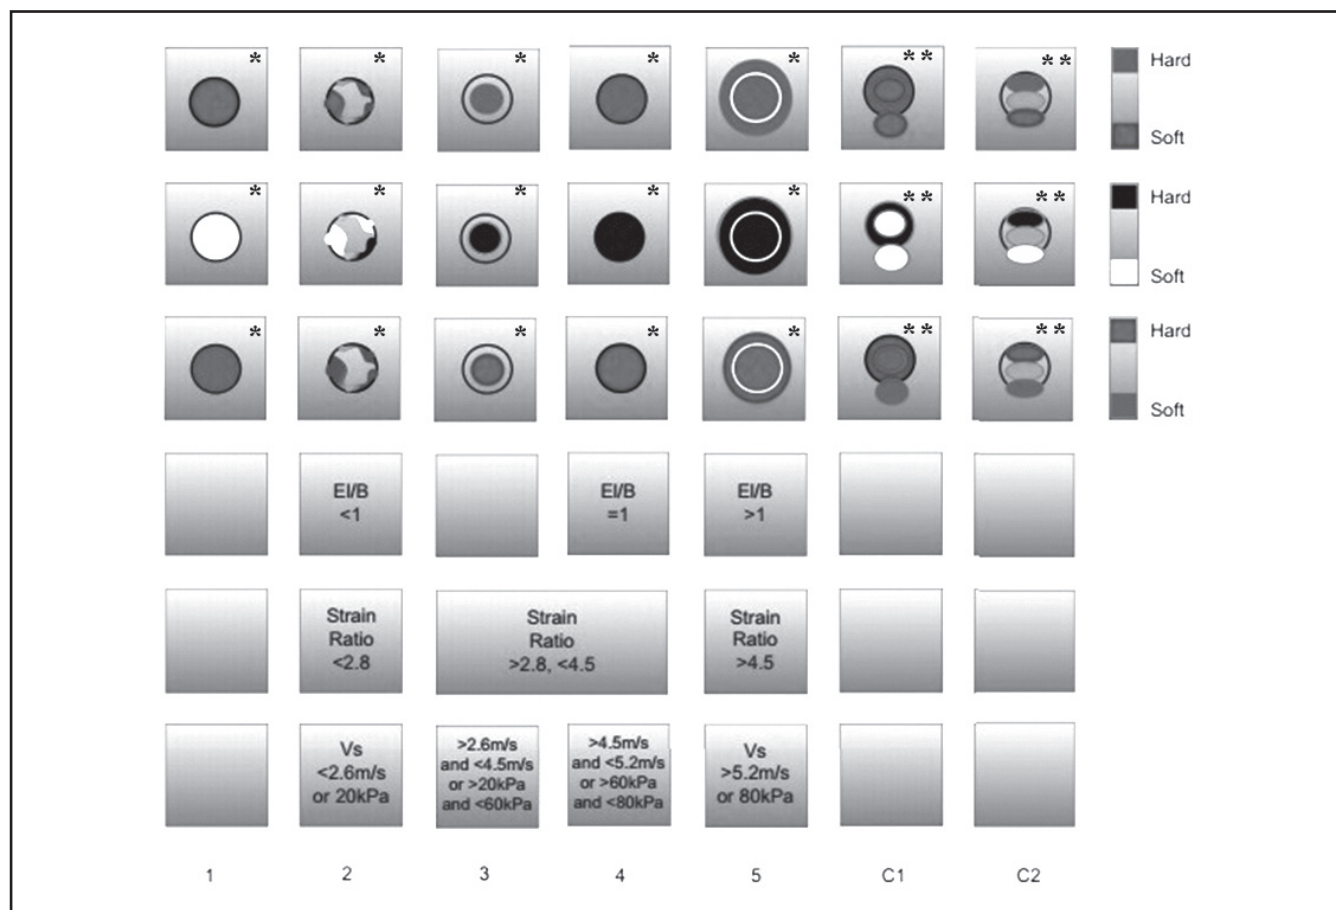 * * * * * ** ** Hard
Soft
* * * * * ** ** Hard
Soft
* * * * * ** ** Hard
Soft
EI/B
<1
EI/B
=1
EI/B
>1
Strain
Ratio
<2.8
Strain
Ratio
>2.8, <4.5
Strain
Ratio
>4.5
Vs
<2.6m/s
or 20kPa
>2.6m/s
and <4.5m/s
or >20kPa
and <60kPa
>4.5m/s
and <5.2m/s
or >60kPa
and <80kPa
Vs
>5.2m/s
or 80kPa
1 2 3 4 5 C1 C2